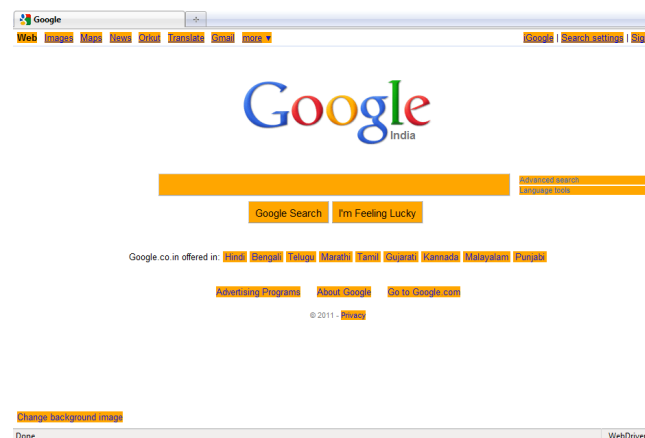 Google
Web Images Maps News Orkut Translate Gmail more ▼ iGoogle | Search settings |
Google
India
Advanced search
Language tools
Google Search I'm Feeling Lucky
Google.co.in offered in: Hindi Bengali Telugu Marathi Tamil Gujarati Kannada Malayalam Punjabi
Advertising Programs About Google Go to Google.com
© 2011 - Privacy
Change background image
Done WebDriver